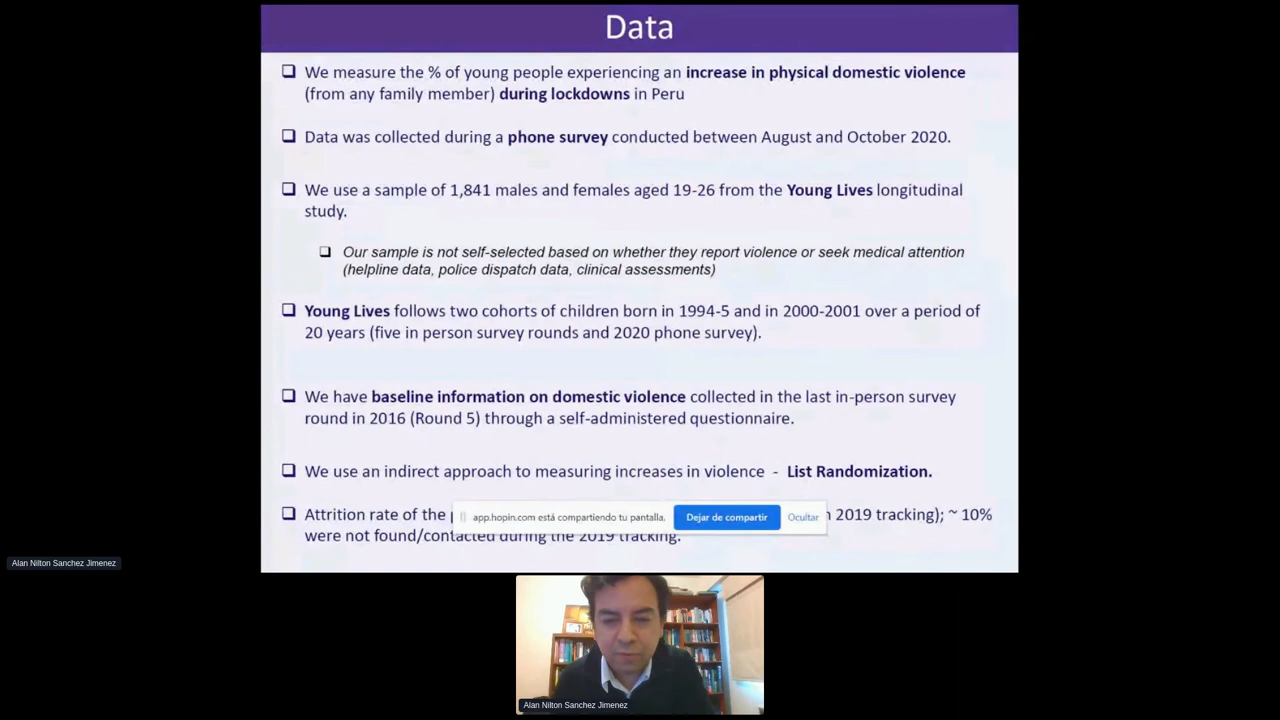 Data
We measure the % of young people experiencing an increase in physical domestic violence
(from any family member) during lockdowns in Peru
Data was collected during a phone survey conducted between August and October 2020.
We use a sample of 1,841 males and females aged 19-26 from the Young Lives longitudinal
study.
Our sample is not self-selected based on whether they report violence or seek medical attention
(helpline data, police dispatch data, clinical assessments)
Young Lives follows two cohorts of children born in 1994-5 and in 2000-2001 over a period of
20 years (five in person survey rounds and 2020 phone survey).
We have baseline information on domestic violence collected in the last in-person survey
round in 2016 (Round 5) through a self-administered questionnaire.
We use an indirect approach to measuring increases in violence - List Randomization.
Attrition rate of the 2019 tracking); ~ 10%
app.hopin.com está compartiendo tu pantalla. Dejar de compartir Ocultar
were not found/contacted during the 2019 tracking.
Alan Nilton Sanchez Jimenez
Alan Nilton Sanchez Jimenez